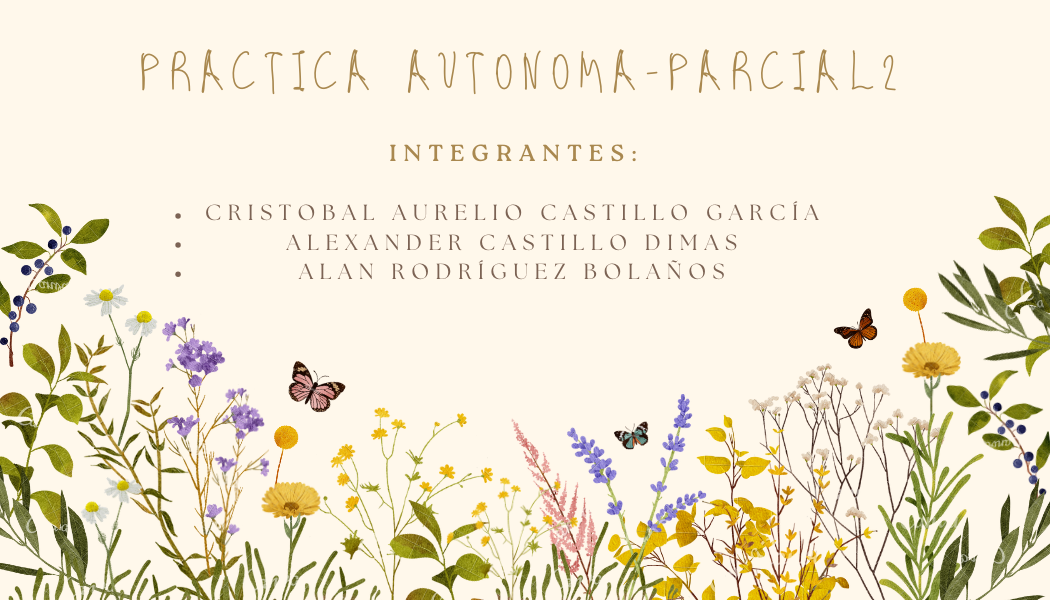 PRACTICA AUTONOMA-PARCIAL2
INTEGRANTES:
• CRISTOBAL AURELIO CASTILLO GARCÍA
• ALEXANDER CASTILLO DIMAS
• ALAN RODRÍGUEZ BOLAÑOS